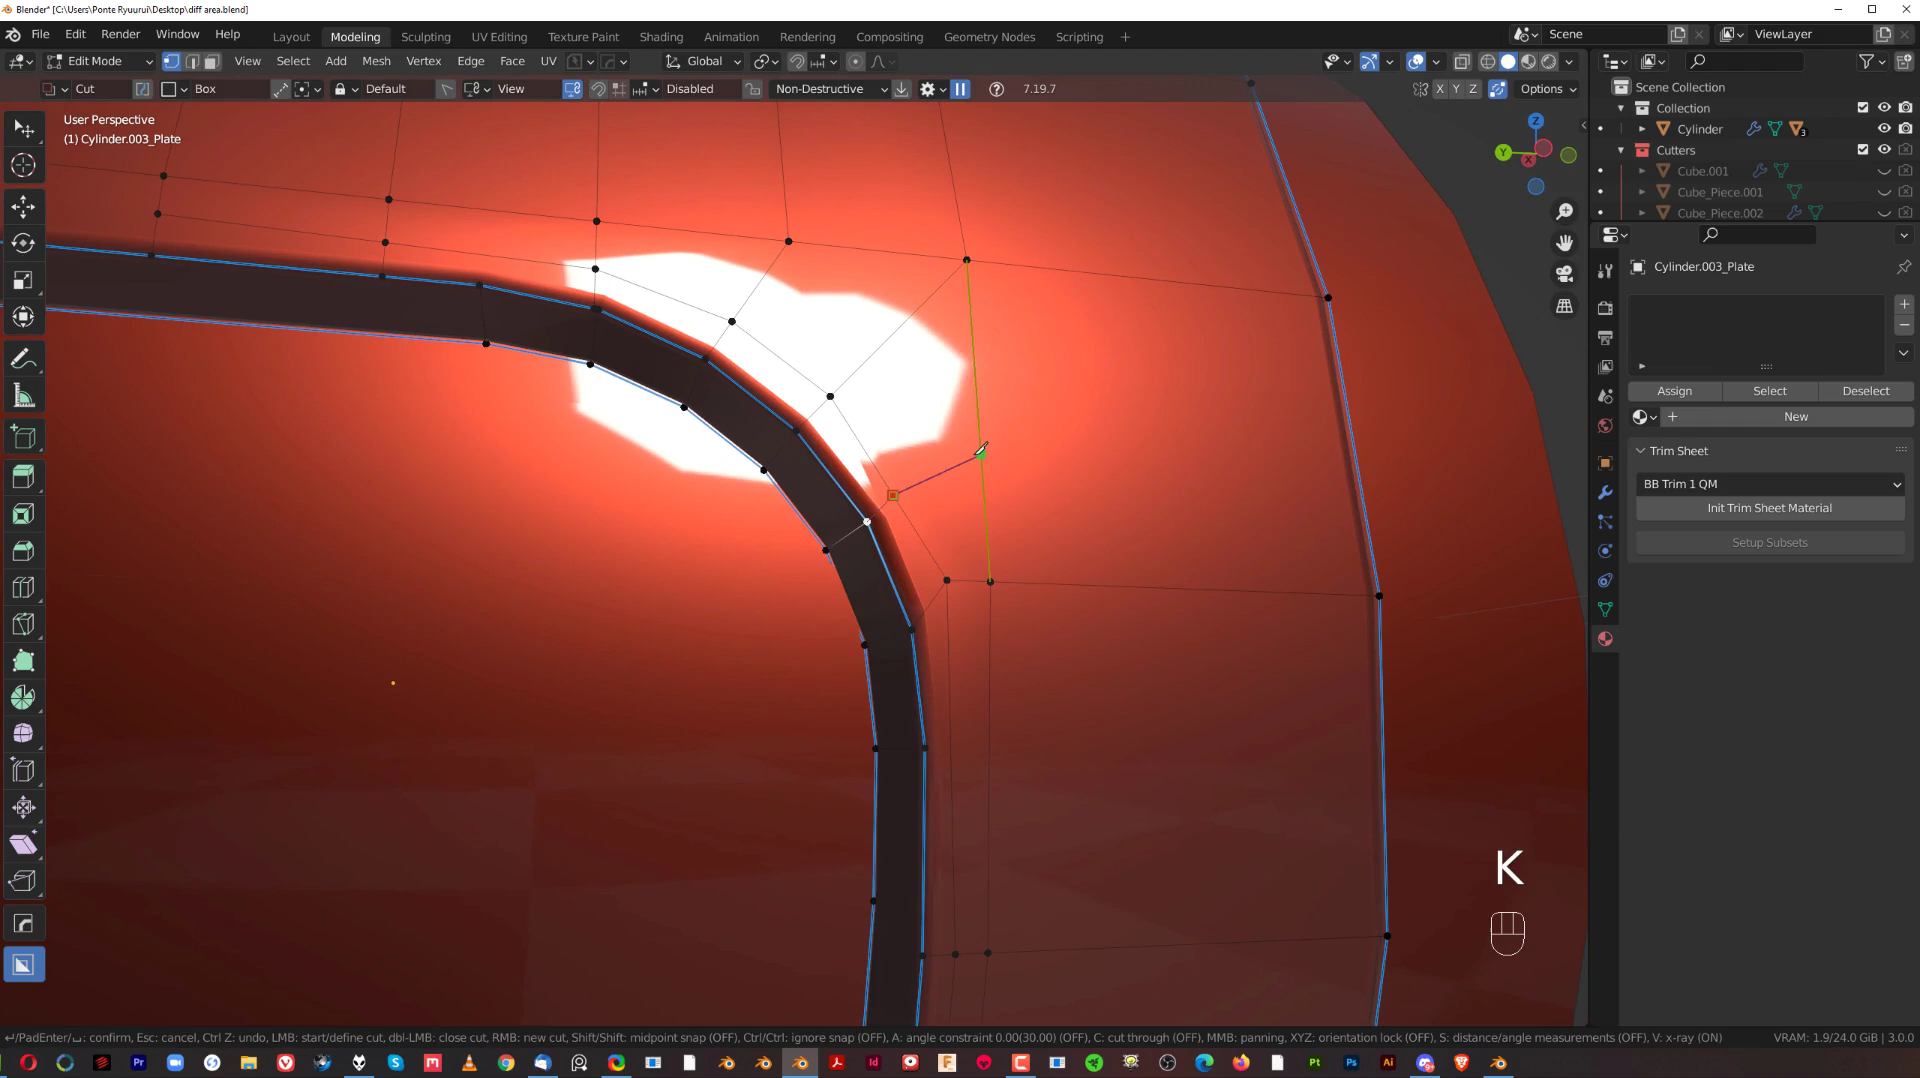 Blender* [C:\Users\Ponte Ryuurui\Desktop\diff area.blend]
File Edit Render Window Help
Layout Modeling Sculpting UV Editing Texture Paint Shading Animation Rendering Compositing Geometry Nodes Scripting +
Scene
ViewLayer
Edit Mode View Select Add Mesh Vertex Edge Face UV
Global
Cut Box Default View Disabled Non-Destructive 7.19.7
X Y Z Options
User Perspective
(1) Cylinder.003_Plate
Z
Y
X
Scene Collection
Collection
Cylinder 3
Cutters
Cube.001
Cube_Piece.001
Cube_Piece.002
Cylinder.003_Plate
Assign Select Deselect
New
Trim Sheet
BB Trim 1 QM
Init Trim Sheet Material
Setup Subsets
K
↵/PadEnter/⎵: confirm, Esc: cancel, Ctrl Z: undo, LMB: start/define cut, dbl-LMB: close cut, RMB: new cut, Shift/Shift: midpoint snap (OFF), Ctrl/Ctrl: ignore snap (OFF), A: angle constraint 0.00(30.00) (OFF), C: cut through (OFF), MMB: panning, XYZ: orientation lock (OFF), S: distance/angle measurements (OFF), V: x-ray (ON)
VRAM: 1.9/24.0 GiB | 3.0.0
Pr
Id
Pt
Ps
Ai